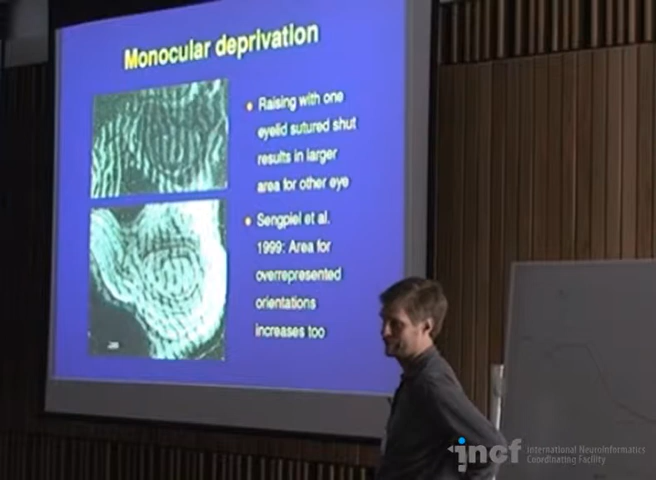 Monocular deprivation
Raising with one
eyelid sutured shut
results in larger
area for other eye
Sengpiel et al.
1999: Area for
overrepresented
orientations
increases too
incf International Neuroinformatics
Coordinating Facility